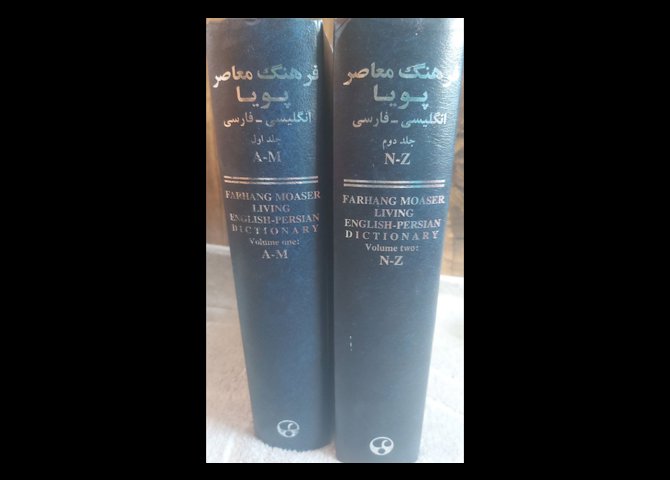 فرهنگ معاصر
پویا
انگلیسی - فارسی
جلد اول
A-M
FARHANG MOASER
LIVING
ENGLISH-PERSIAN
DICTIONARY
Volume one:
A-M
فرهنگ معاصر
پویا
انگلیسی - فارسی
جلد دوم
N-Z
FARHANG MOASER
LIVING
ENGLISH-PERSIAN
DICTIONARY
Volume two:
N-Z